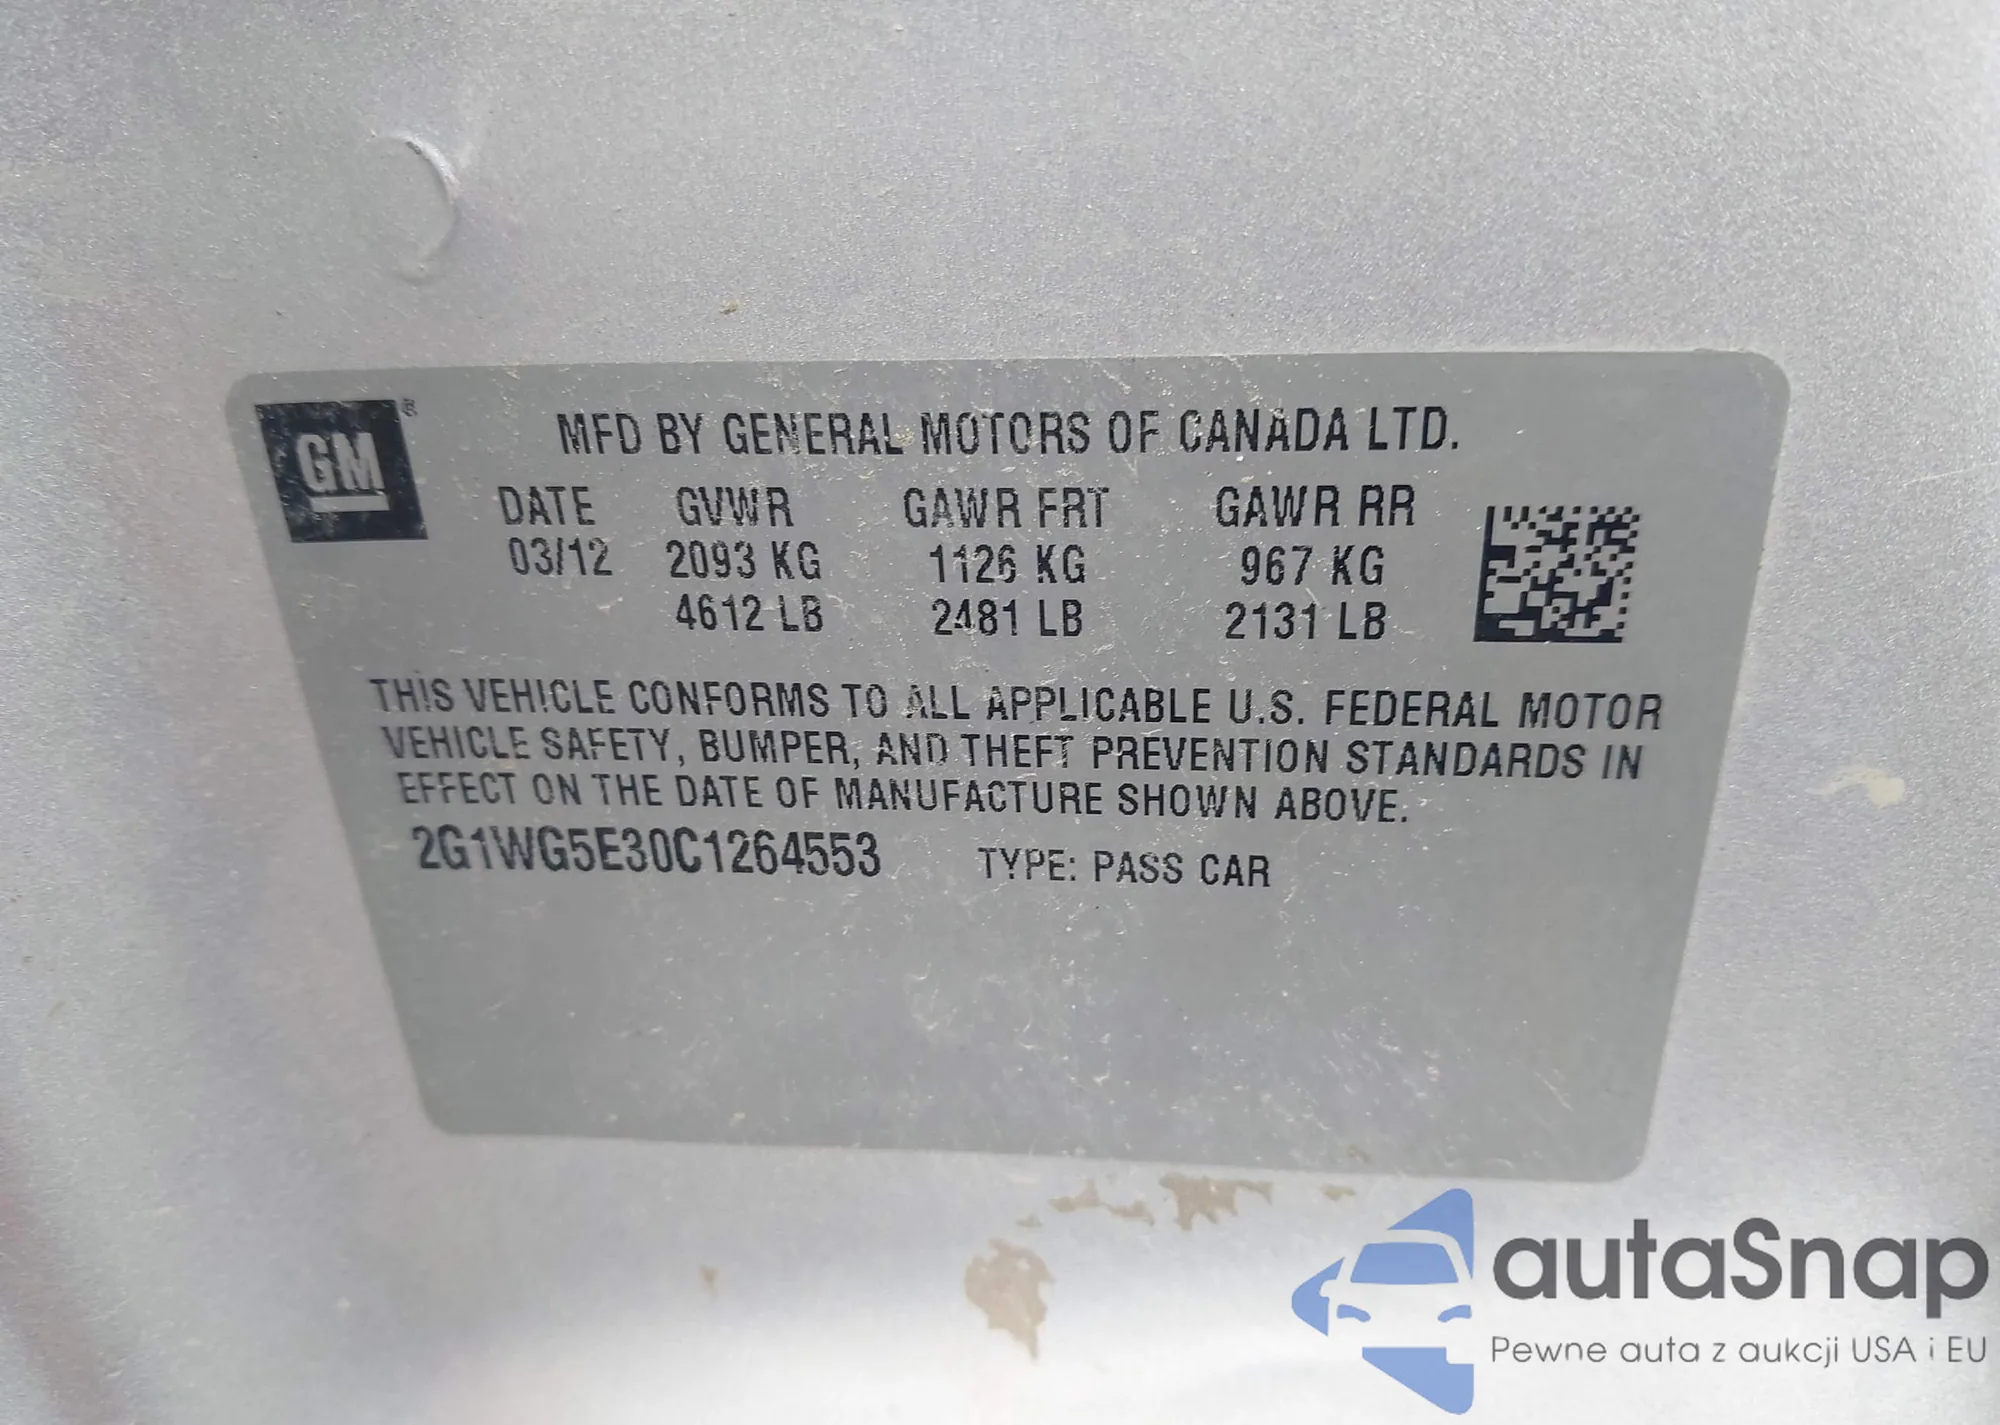 GM®
MFD BY GENERAL MOTORS OF CANADA LTD.
DATE GVWR GAWR FRT GAWR RR
03/12 2093 KG 1126 KG 967 KG
4612 LB 2481 LB 2131 LB
THIS VEHICLE CONFORMS TO ALL APPLICABLE U.S. FEDERAL MOTOR
VEHICLE SAFETY, BUMPER, AND THEFT PREVENTION STANDARDS IN
EFFECT ON THE DATE OF MANUFACTURE SHOWN ABOVE.
2G1WG5E30C1264553 TYPE: PASS CAR
autaSnap
Pewne auta z aukcji USA i EU